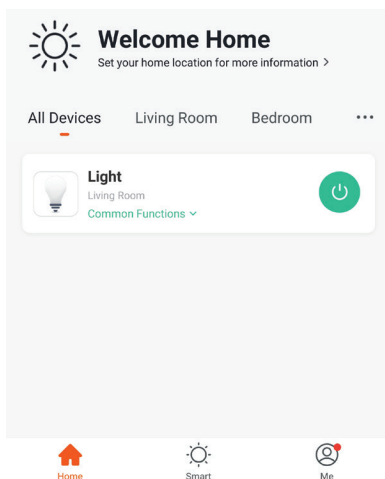 Welcome Home
Set your home location for more information >
All Devices Living Room Bedroom ...
Light
Living Room
Common Functions
Home Smart Me